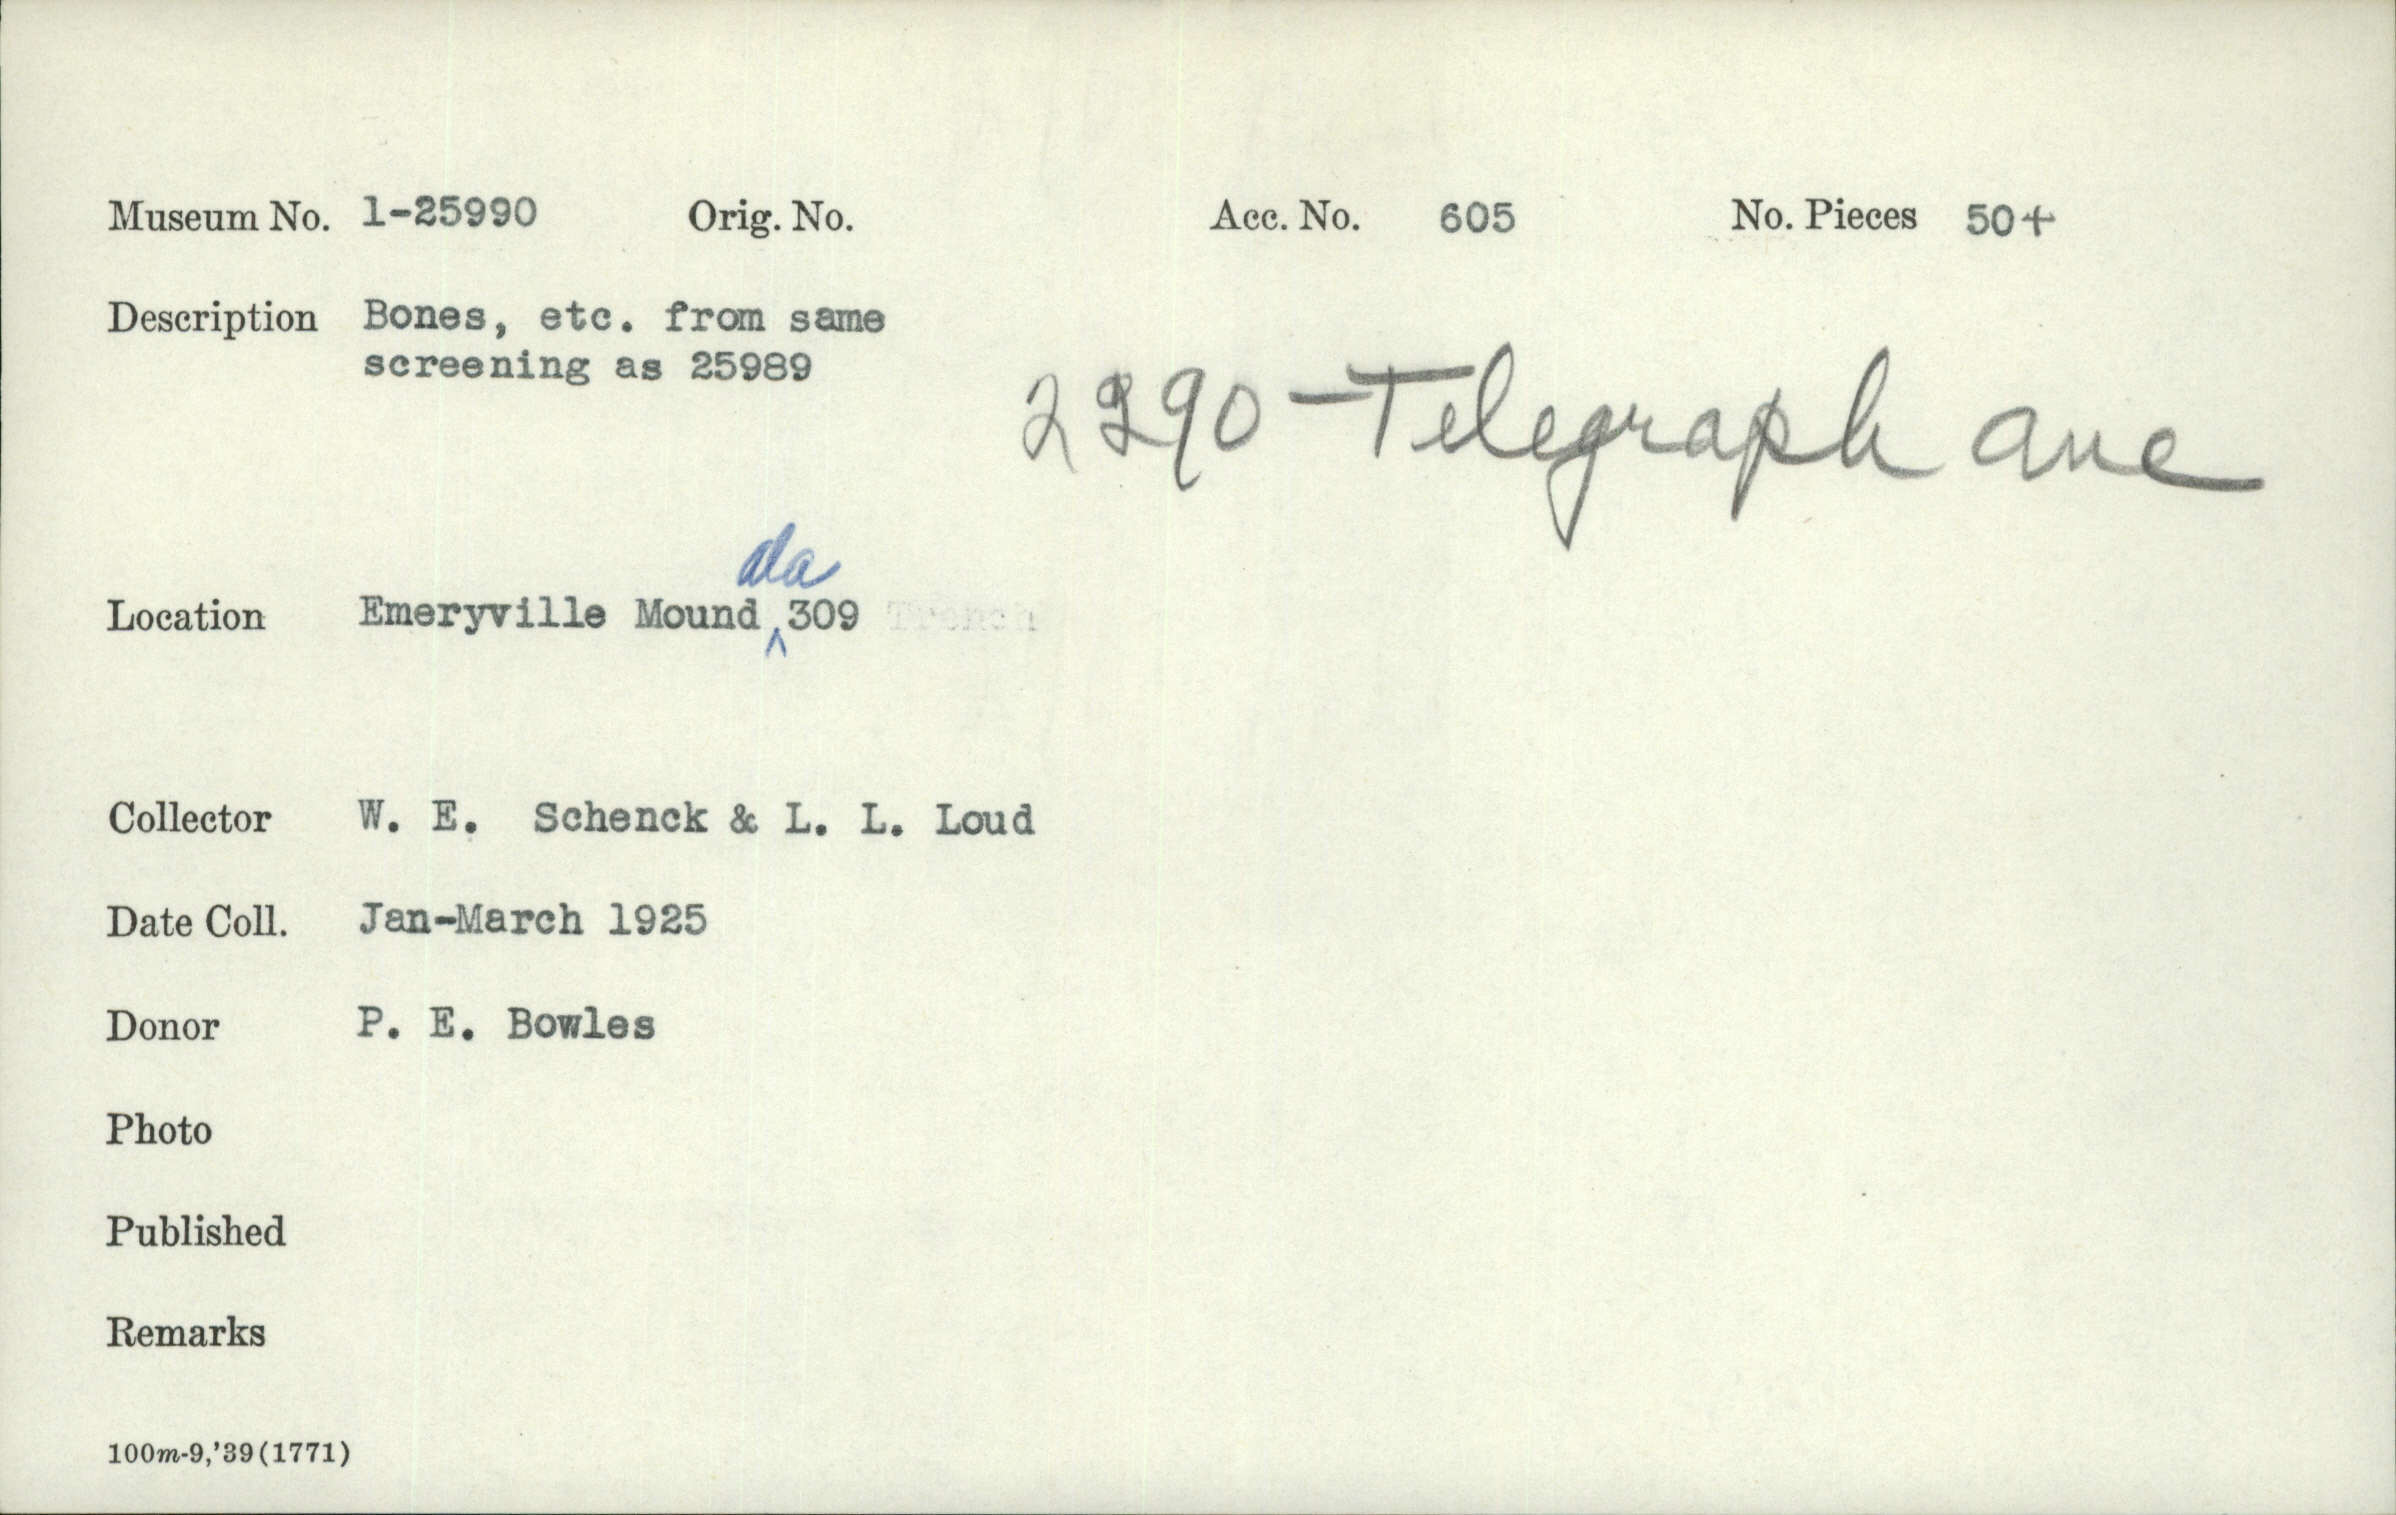 Museum No. 1-25990 Orig. No. Acc. No. 605 No. Pieces 50+
Description Bones, etc. from same
screening as 25989
2290-Telegraph ave
Location Emeryville Mound Ala 309 Trench
Collector W. E. Schenck & L. L. Loud
Date Coll. Jan-March 1925
Donor P. E. Bowles
Photo
Published
Remarks
100m-9,'39(1771)